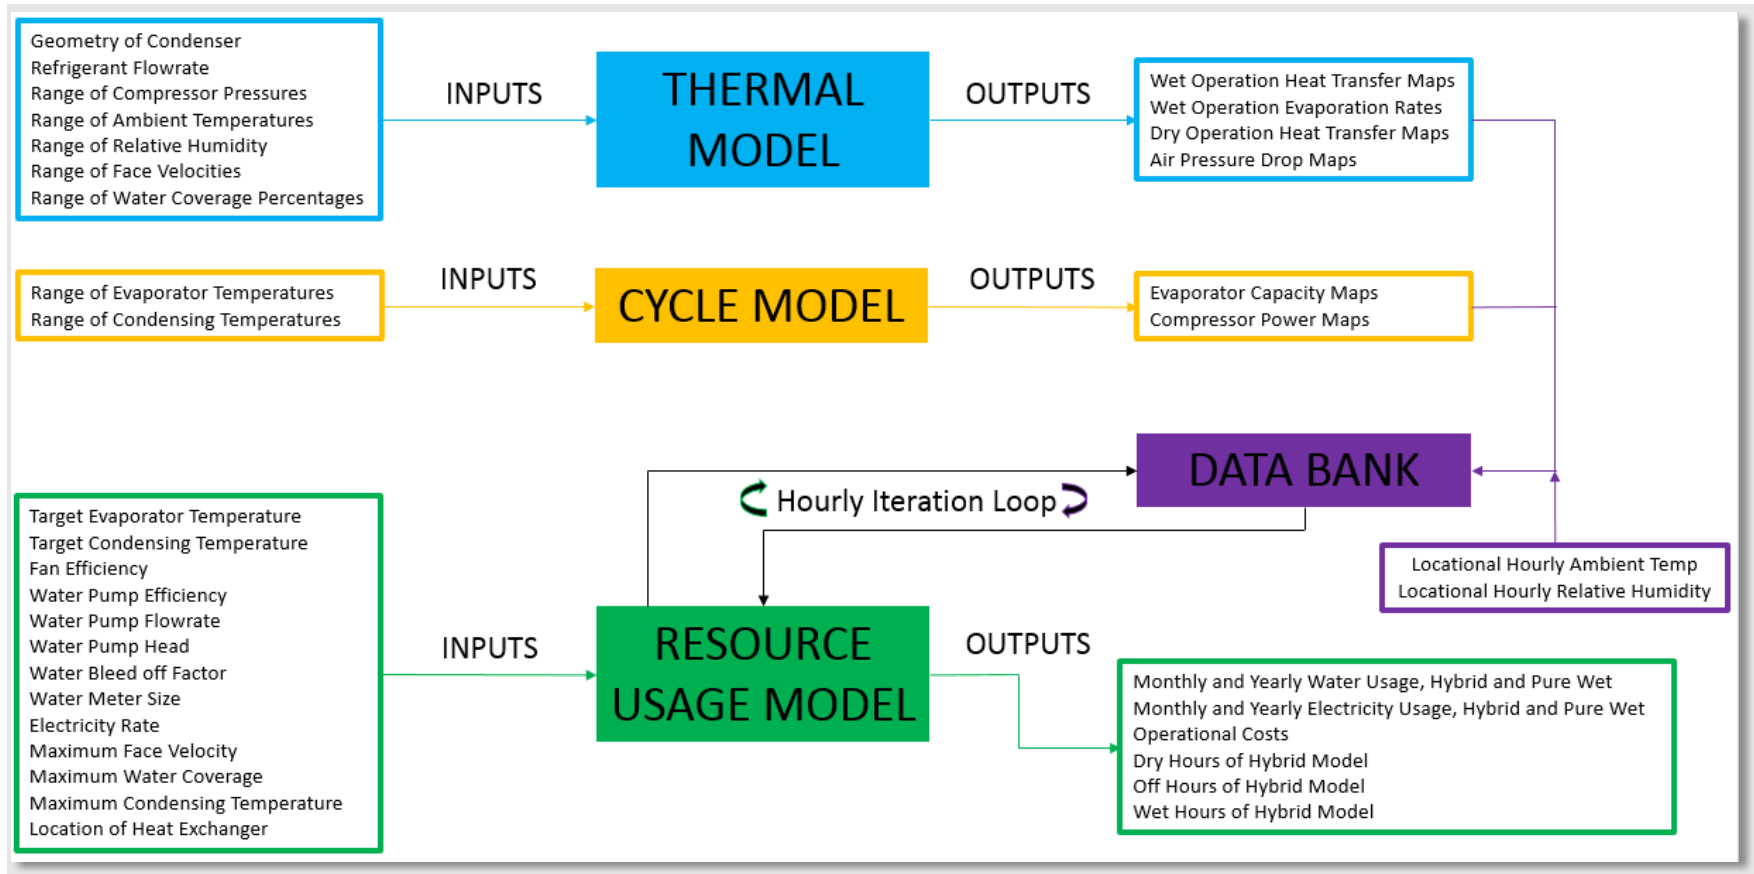 Geometry of Condenser
Refrigerant Flowrate
Range of Compressor Pressures
Range of Ambient Temperatures
Range of Relative Humidity
Range of Face Velocities
Range of Water Coverage Percentages
INPUTS
THERMAL
MODEL
OUTPUTS
Wet Operation Heat Transfer Maps
Wet Operation Evaporation Rates
Dry Operation Heat Transfer Maps
Air Pressure Drop Maps
Range of Evaporator Temperatures
Range of Condensing Temperatures
INPUTS
CYCLE MODEL
OUTPUTS
Evaporator Capacity Maps
Compressor Power Maps
DATA BANK
Hourly Iteration Loop
Locational Hourly Ambient Temp
Locational Hourly Relative Humidity
Target Evaporator Temperature
Target Condensing Temperature
Fan Efficiency
Water Pump Efficiency
Water Pump Flowrate
Water Pump Head
Water Bleed off Factor
Water Meter Size
Electricity Rate
Maximum Face Velocity
Maximum Water Coverage
Maximum Condensing Temperature
Location of Heat Exchanger
INPUTS
RESOURCE
USAGE MODEL
OUTPUTS
Monthly and Yearly Water Usage, Hybrid and Pure Wet
Monthly and Yearly Electricity Usage, Hybrid and Pure Wet
Operational Costs
Dry Hours of Hybrid Model
Off Hours of Hybrid Model
Wet Hours of Hybrid Model